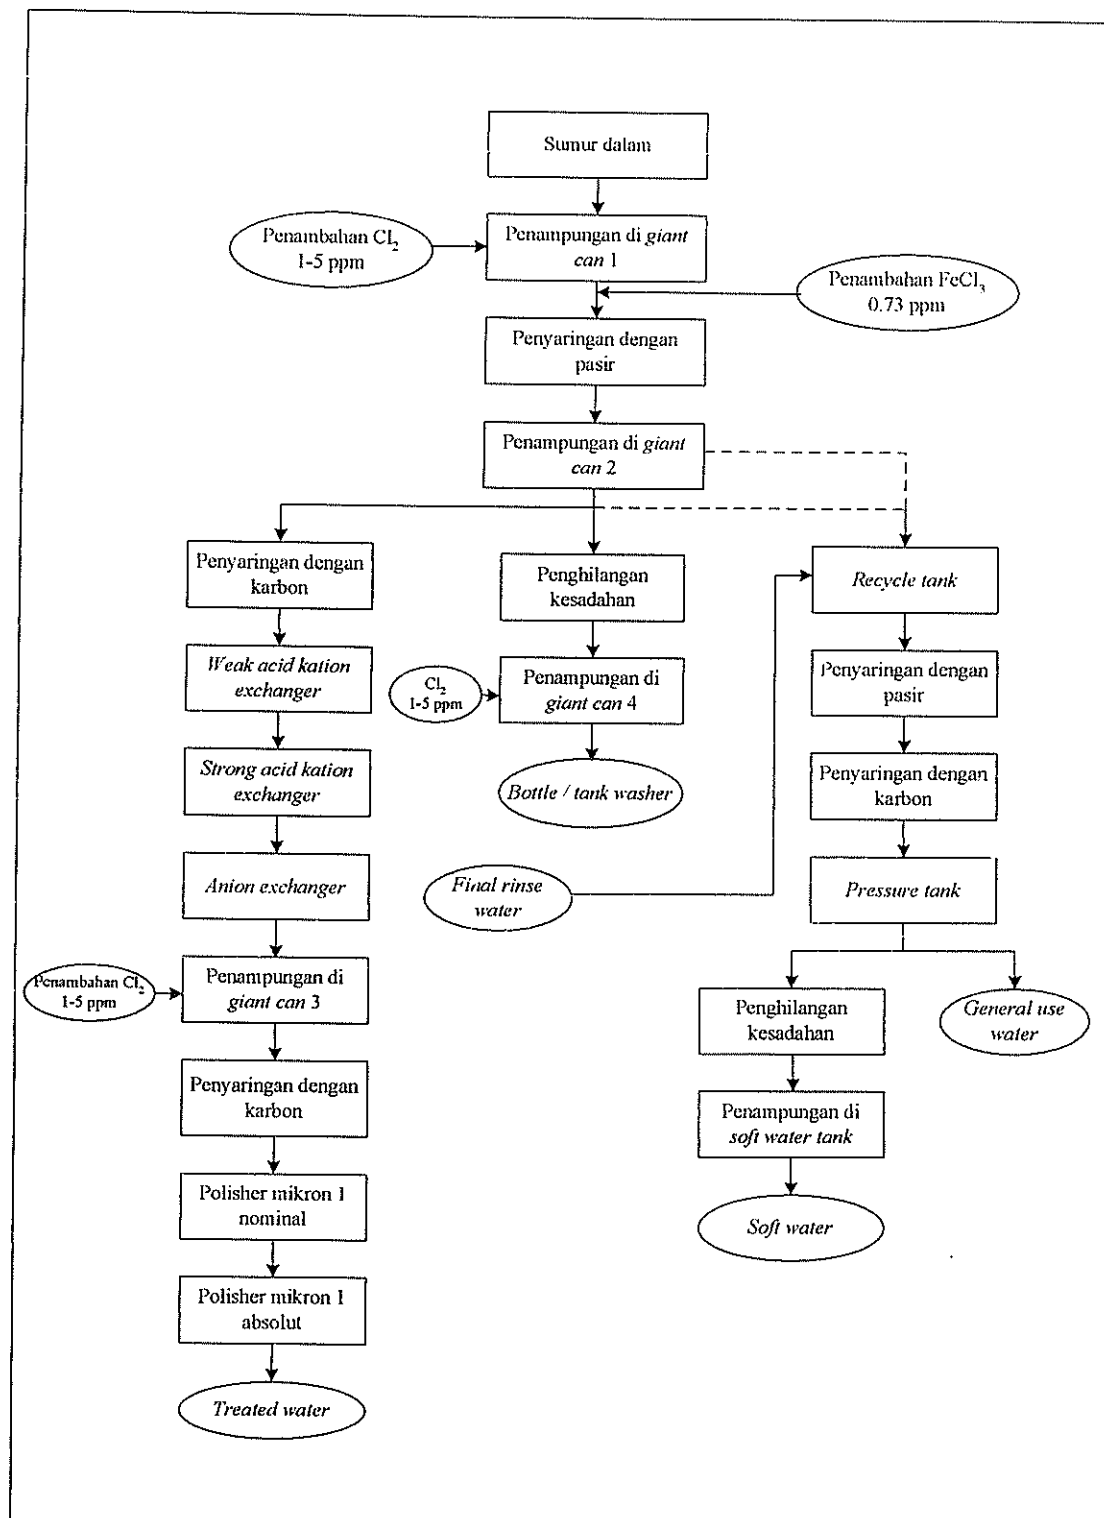 Sumur dalam
Penambahan Cl2
1-5 ppm
Penampungan di giant
can 1
Penambahan FeCl3
0.73 ppm
Penyaringan dengan
pasir
Penampungan di giant
can 2
Penyaringan dengan
karbon
Penghilangan
kesadahan
Recycle tank
Weak acid kation
exchanger
Cl2
1-5 ppm
Penampungan di
giant can 4
Penyaringan dengan
pasir
Strong acid kation
exchanger
Bottle / tank washer
Penyaringan dengan
karbon
Anion exchanger
Final rinse
water
Pressure tank
Penambahan Cl2
1-5 ppm
Penampungan di
giant can 3
Penghilangan
kesadahan
General use
water
Penyaringan dengan
karbon
Penampungan di
soft water tank
Polisher mikron 1
nominal
Soft water
Polisher mikron 1
absolut
Treated water